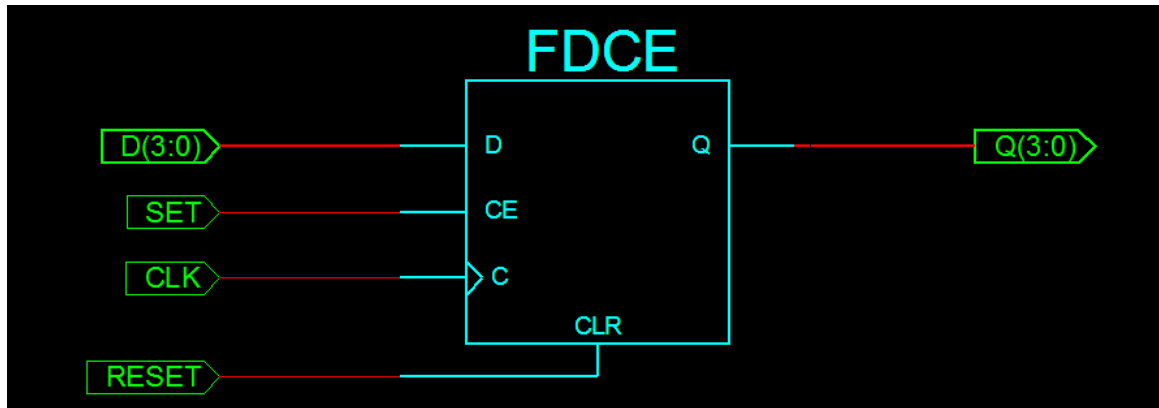 FDCE
D(3:0)
D
Q
Q(3:0)
SET
CE
CLK
C
CLR
RESET